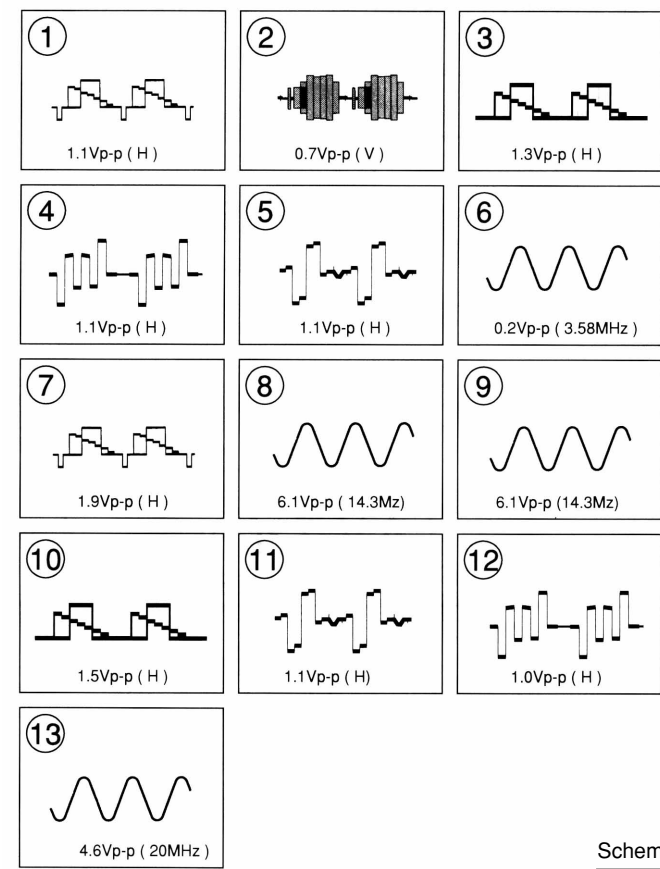 1
1.1Vp-p ( H )
2
0.7Vp-p ( V )
3
1.3Vp-p ( H )
4
1.1Vp-p ( H )
5
1.1Vp-p ( H )
6
0.2Vp-p ( 3.58MHz )
7
1.9Vp-p ( H )
8
6.1Vp-p ( 14.3Mz)
9
6.1Vp-p (14.3Mz)
10
1.5Vp-p ( H )
11
1.1Vp-p ( H)
12
1.0Vp-p ( H )
13
4.6Vp-p ( 20MHz )
Schem